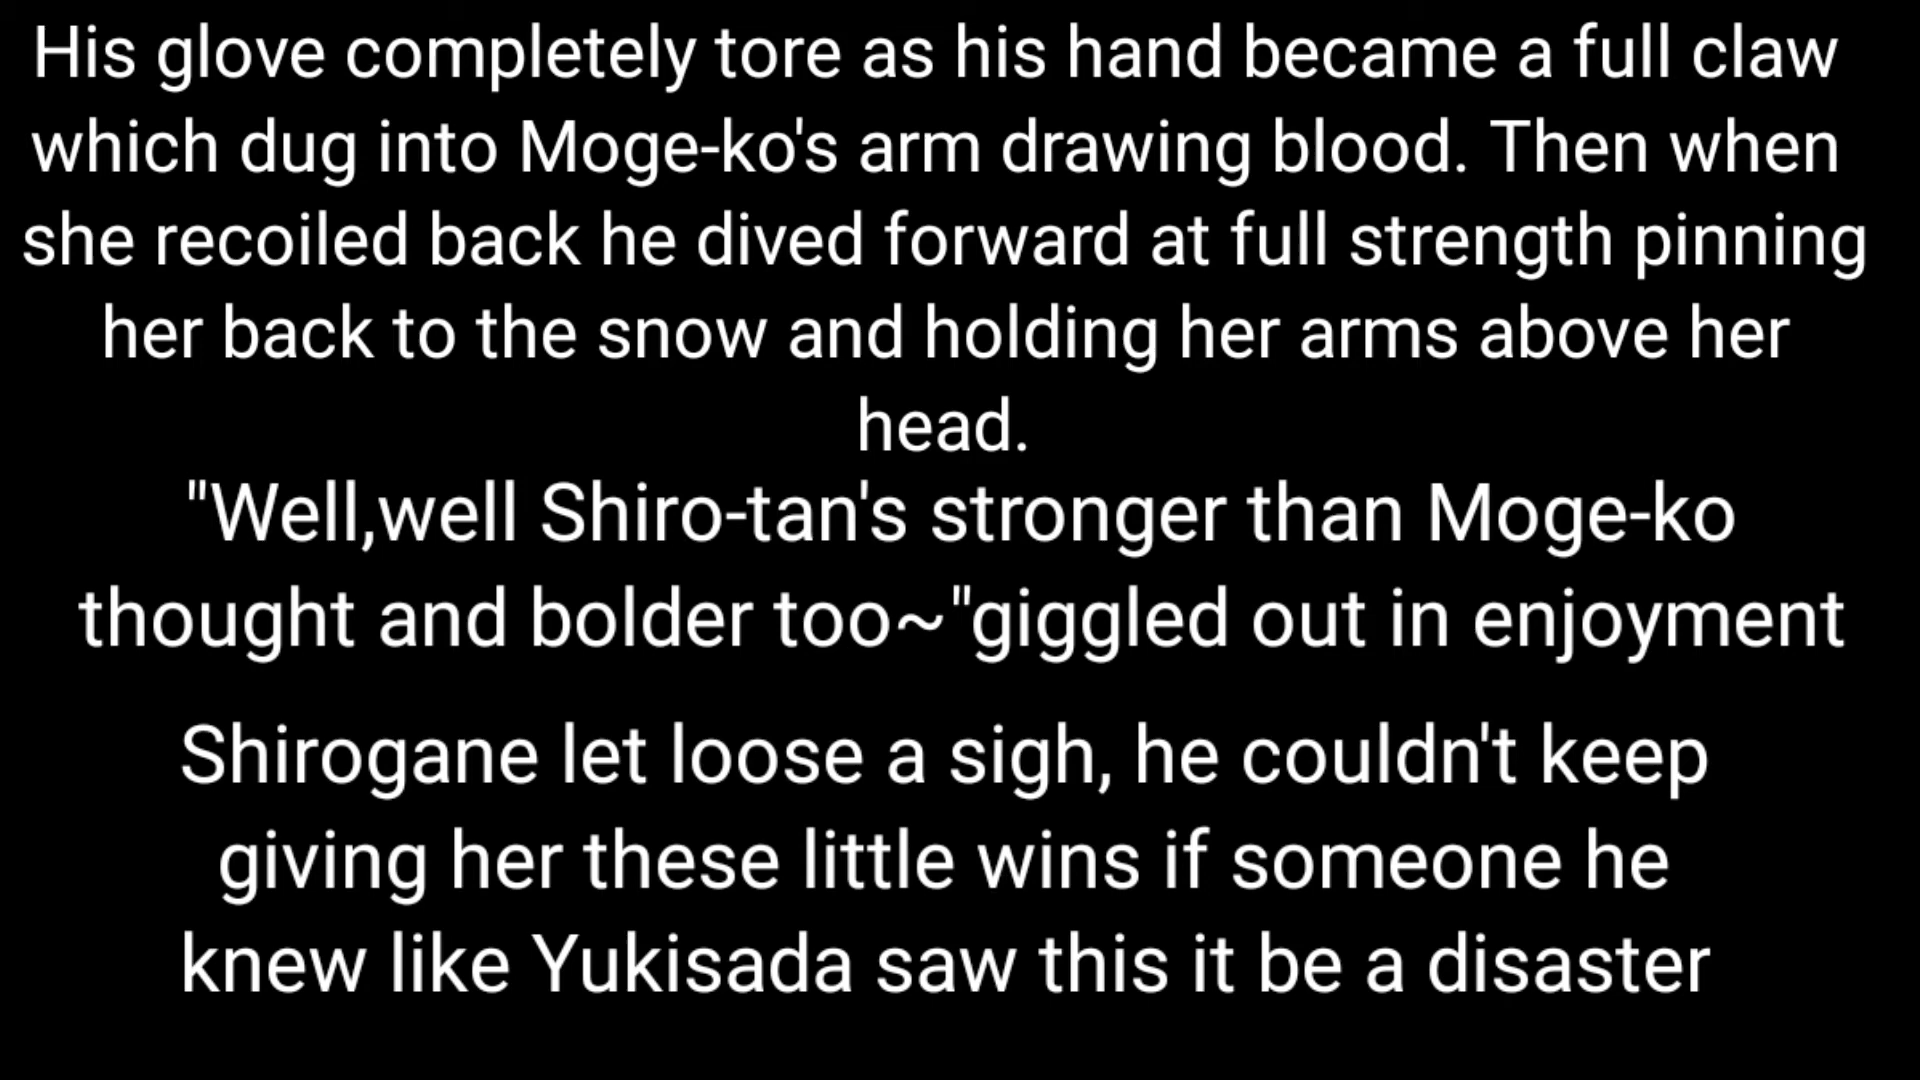 His glove completely tore as his hand became a full claw
which dug into Moge-ko's arm drawing blood. Then when
she recoiled back he dived forward at full strength pinning
her back to the snow and holding her arms above her
head.
"Well,well Shiro-tan's stronger than Moge-ko
thought and bolder too~"giggled out in enjoyment
Shirogane let loose a sigh, he couldn't keep
giving her these little wins if someone he
knew like Yukisada saw this it be a disaster